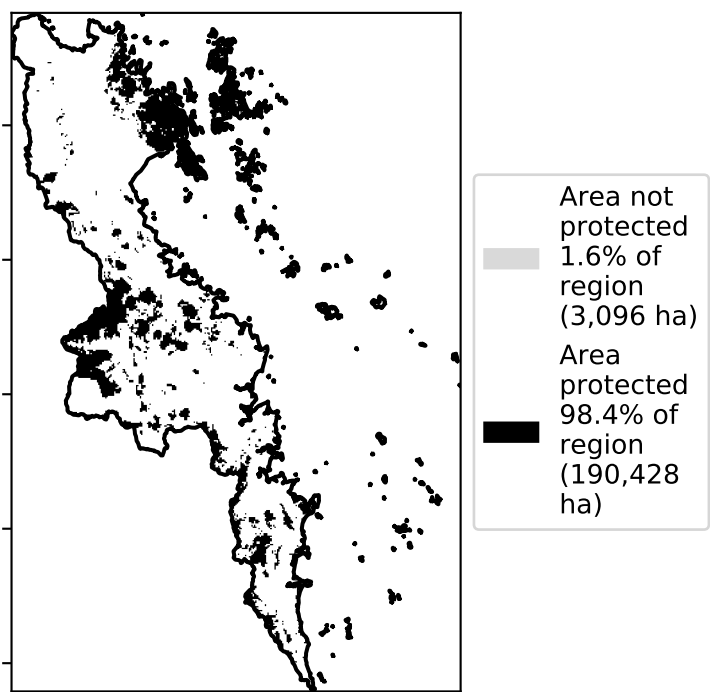 Area not
protected
1.6% of
region
(3,096 ha)
Area
protected
98.4% of
region
(190,428
ha)